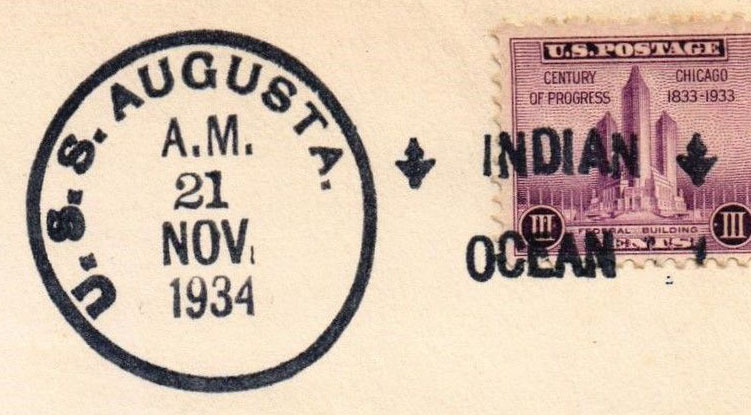 U.S.S. AUGUSTA.
A.M.
21
NOV.
1934
INDIAN
OCEAN
U.S. POSTAGE
CENTURY
OF PROGRESS
CHICAGO
1833-1933
FEDERAL BUILDING
III
CENTS
III